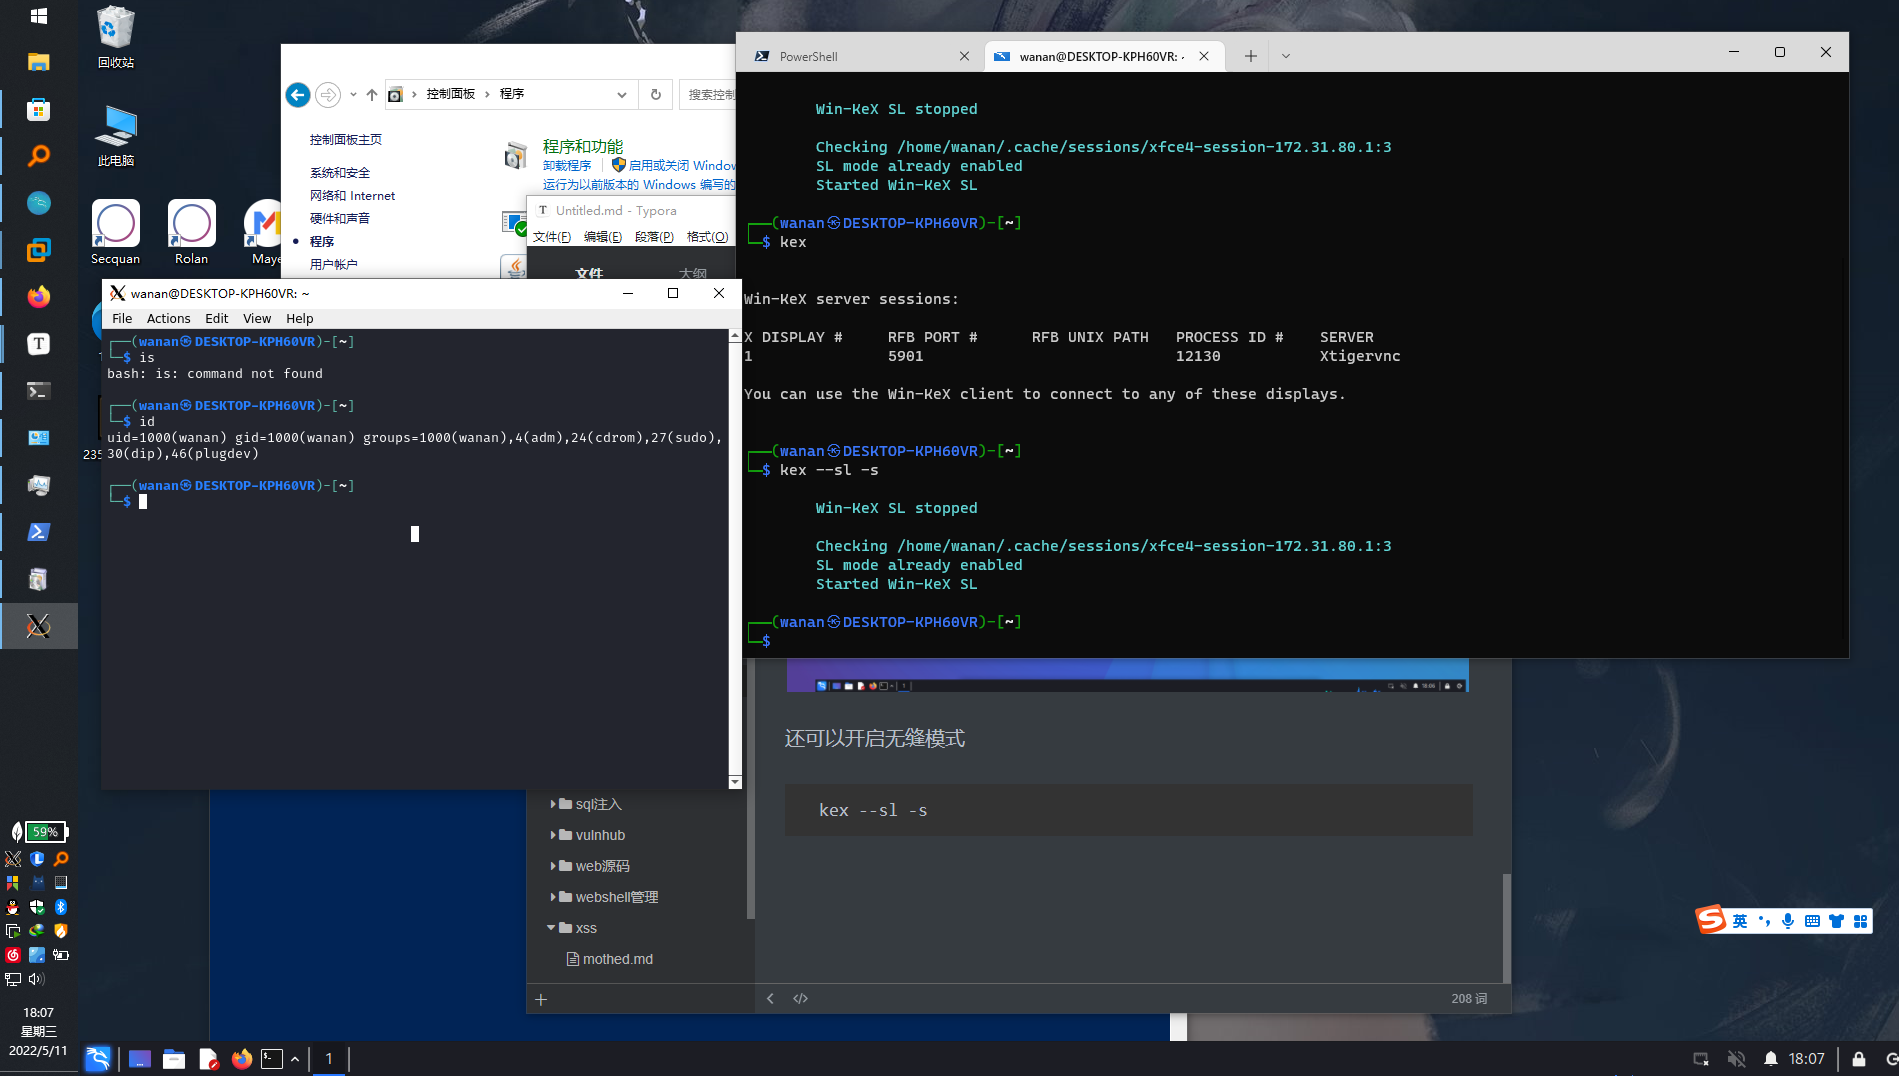 回收站
此电脑
Secquan
Rolan
Maye
235
控制面板
程序
搜索控制
控制面板主页
系统和安全
网络和 Internet
硬件和声音
程序
用户帐户
程序和功能
卸载程序
启用或关闭 Window
运行为以前版本的 Windows 编写的
Untitled.md - Typora
文件(F) 编辑(E) 段落(P) 格式(O)
文件
大纲
PowerShell
wanan@DESKTOP-KPH60VR:
Win-KeX SL stopped
Checking /home/wanan/.cache/sessions/xfce4-session-172.31.80.1:3
SL mode already enabled
Started Win-KeX SL
┌──(wanan㉿DESKTOP-KPH60VR)-[~]
└─$ kex
Win-KeX server sessions:
X DISPLAY # RFB PORT # RFB UNIX PATH PROCESS ID # SERVER
1 5901 12130 Xtigervnc
You can use the Win-KeX client to connect to any of these displays.
┌──(wanan㉿DESKTOP-KPH60VR)-[~]
└─$ kex --sl -s
Win-KeX SL stopped
Checking /home/wanan/.cache/sessions/xfce4-session-172.31.80.1:3
SL mode already enabled
Started Win-KeX SL
┌──(wanan㉿DESKTOP-KPH60VR)-[~]
└─$
wanan@DESKTOP-KPH60VR: ~
File Actions Edit View Help
┌──(wanan㉿DESKTOP-KPH60VR)-[~]
└─$ is
bash: is: command not found
┌──(wanan㉿DESKTOP-KPH60VR)-[~]
└─$ id
uid=1000(wanan) gid=1000(wanan) groups=1000(wanan),4(adm),24(cdrom),27(sudo),
30(dip),46(plugdev)
┌──(wanan㉿DESKTOP-KPH60VR)-[~]
└─$
还可以开启无缝模式
kex --sl -s
sql注入
vulnhub
web源码
webshell管理
xss
mothed.md
208 词
英
59%
18:07
星期三
2022/5/11
1
18:07